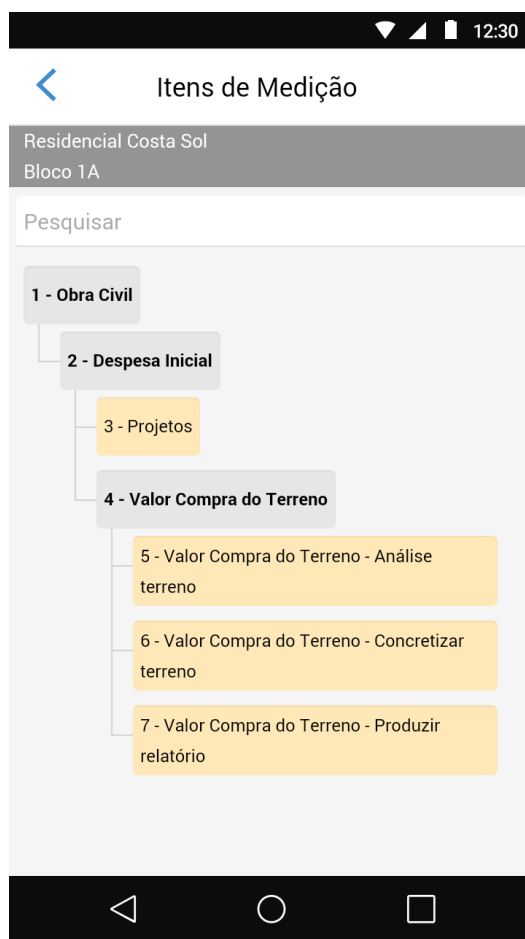 12:30
Itens de Medição
Residencial Costa Sol
Bloco 1A
Pesquisar
1 - Obra Civil
2 - Despesa Inicial
3 - Projetos
4 - Valor Compra do Terreno
5 - Valor Compra do Terreno - Análise
terreno
6 - Valor Compra do Terreno - Concretizar
terreno
7 - Valor Compra do Terreno - Produzir
relatório